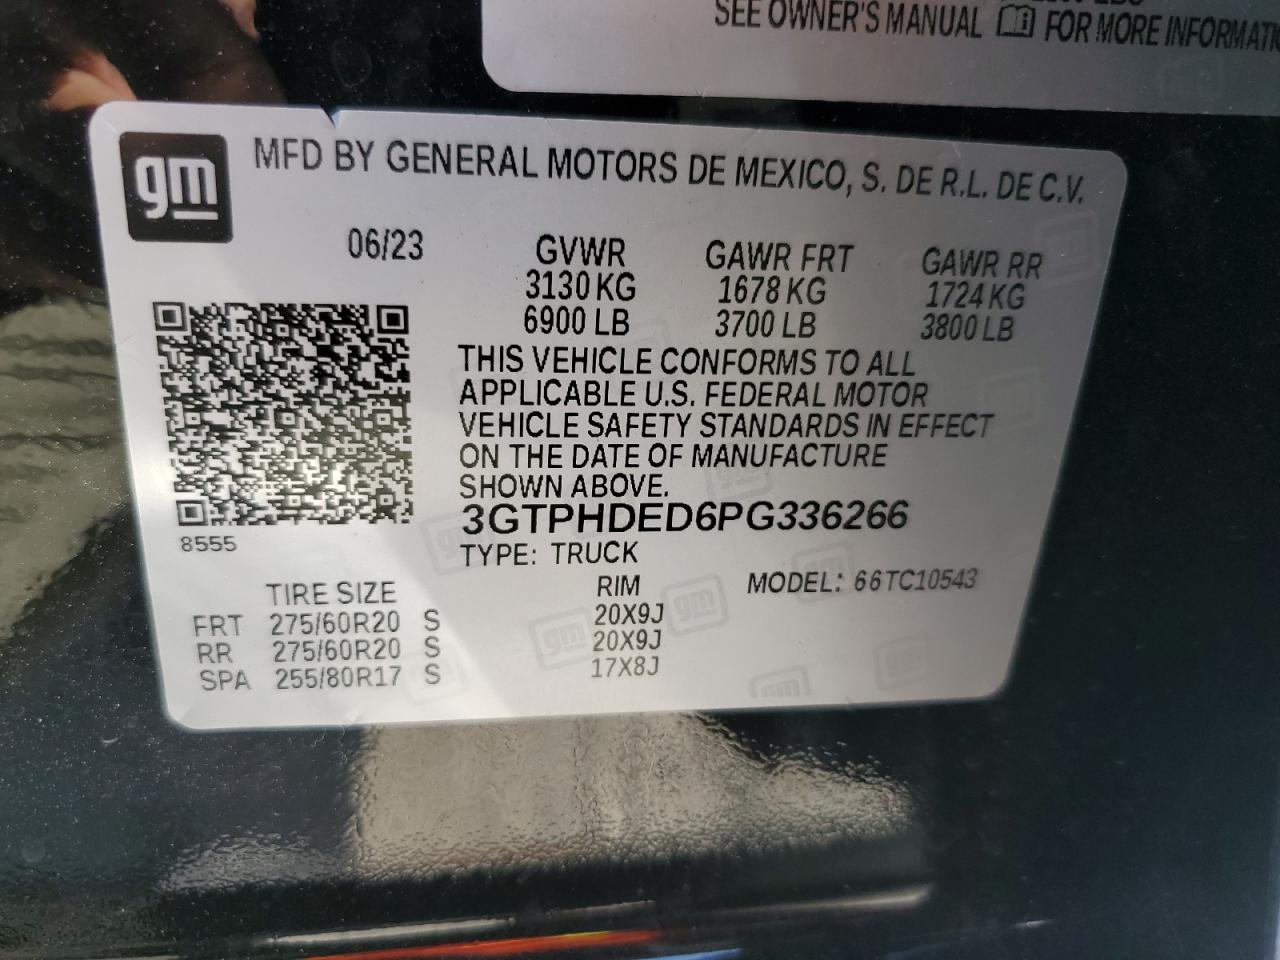 SEE OWNER'S MANUAL FOR MORE
gm MFD BY GENERAL MOTORS DE MEXICO, S. DE R.L. DE C.V.
06/23 GVWR GAWR FRT GAWR RR
3130 KG 1678 KG 1724 KG
6900 LB 3700 LB 3800 LB
THIS VEHICLE CONFORMS TO ALL
APPLICABLE U.S. FEDERAL MOTOR
VEHICLE SAFETY STANDARDS IN EFFECT
ON THE DATE OF MANUFACTURE
SHOWN ABOVE.
3GTPHDED6PG336266
8555
TYPE: TRUCK
TIRE SIZE RIM MODEL: 66TC10543
FRT 275/60R20 S 20X9J
RR 275/60R20 S 20X9J
SPA 255/80R17 S 17X8J